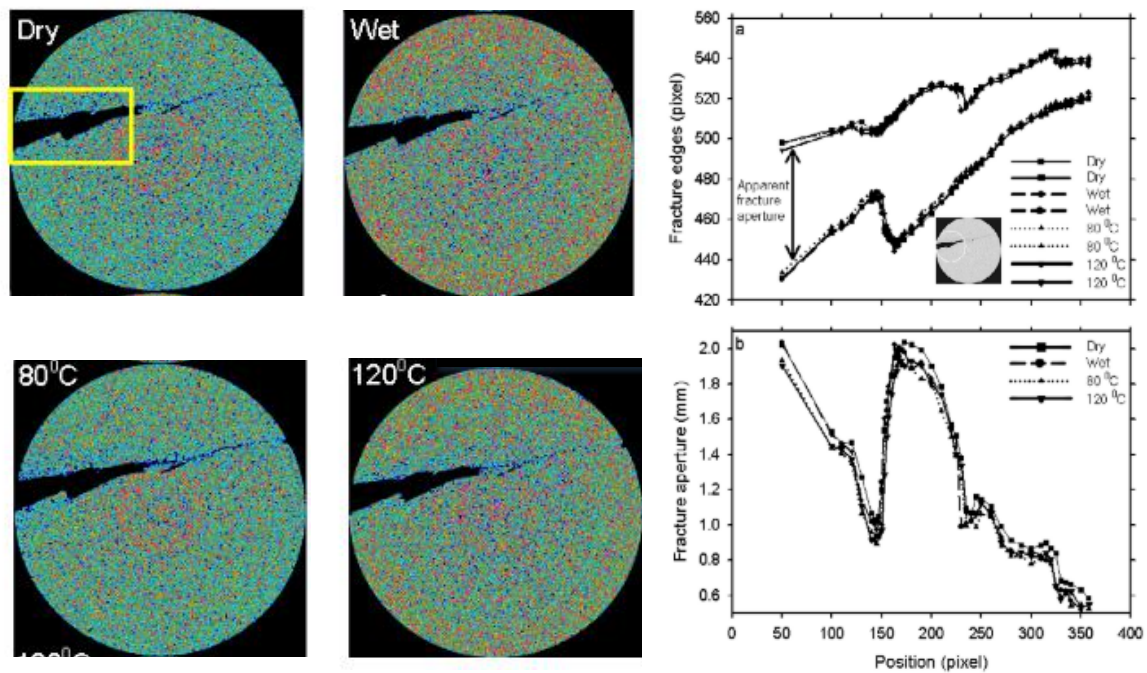 Dry
Wet
80⁰C
120⁰C
a
Fracture edges (pixel)
560
540
520
500
480
460
440
420
Apparent
fracture
aperture
Dry
Dry
Wet
Wet
80 ⁰C
80 ⁰C
120 ⁰C
120 ⁰C
b
Fracture aperture (mm)
2.0
1.8
1.6
1.4
1.2
1.0
0.8
0.6
Dry
Wet
80 ⁰C
120 ⁰C
0 50 100 150 200 250 300 350 400
Position (pixel)